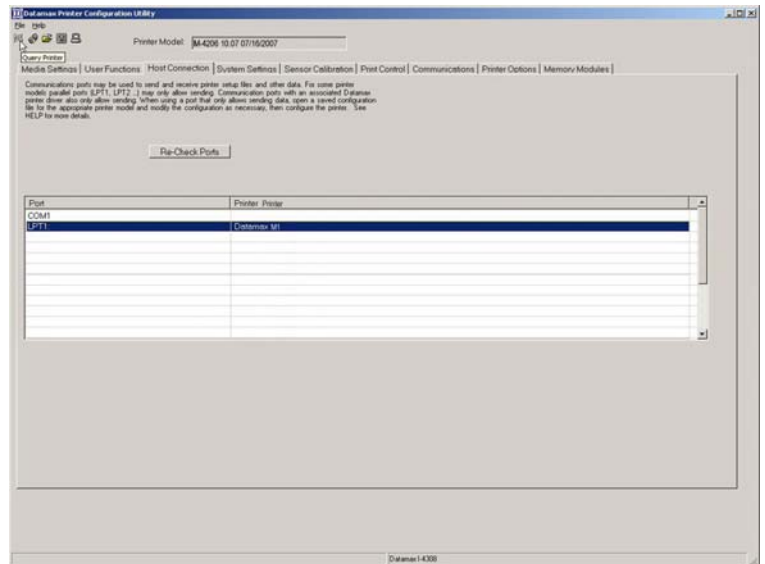 Datamax Printer Configuration Utility
File Help
Printer Model: M-4206 10.07 07/16/2007
Query Printer
Media Settings User Functions Host Connection System Settings Sensor Calibration Print Control Communications Printer Options Memory Modules
Communications ports may be used to send and receive printer setup files and other data. For some printer
models parallel ports (LPT1, LPT2 ...) may only allow sending. Communication ports with an associated Datamax
printer driver also only allow sending. When using a port that only allows sending data, open a saved configuration
file for the appropriate printer model and modify the configuration as necessary, then configure the printer. See
HELP for more details.
Re-Check Ports
Port Printer Printer
COM1
LPT1: Datamax M1
Datamax I-4308